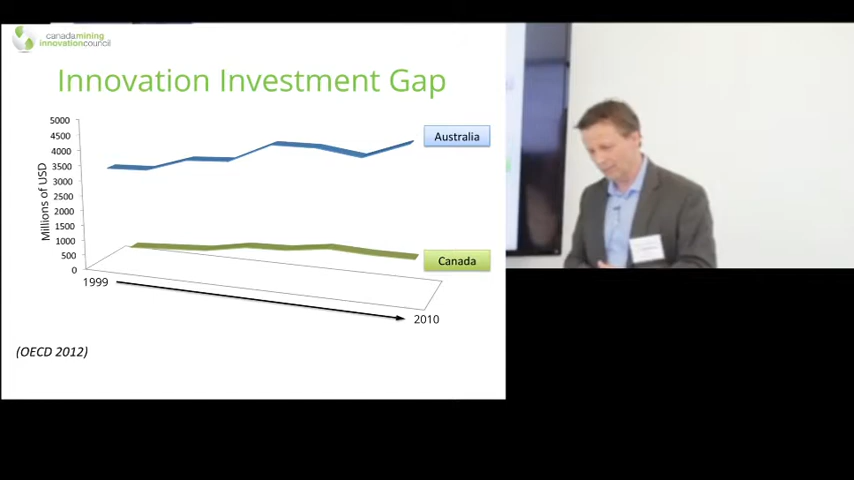 canadamining
innovationcouncil
Innovation Investment Gap
5000
4500
4000
3500
3000
2500
2000
1500
1000
500
0
Millions of USD
Australia
Canada
1999
2010
(OECD 2012)